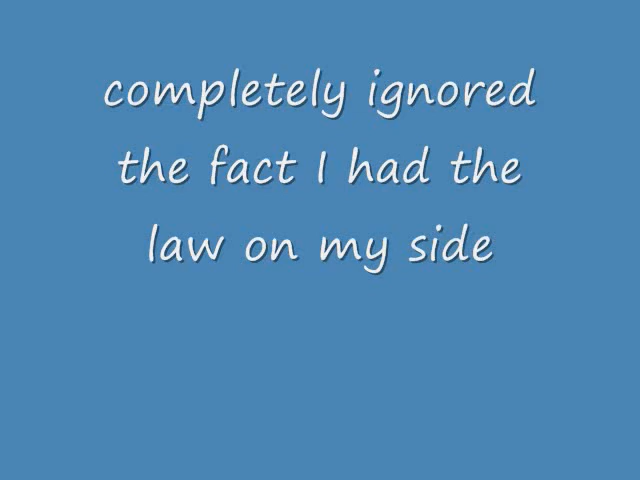 completely ignored
the fact I had the
law on my side